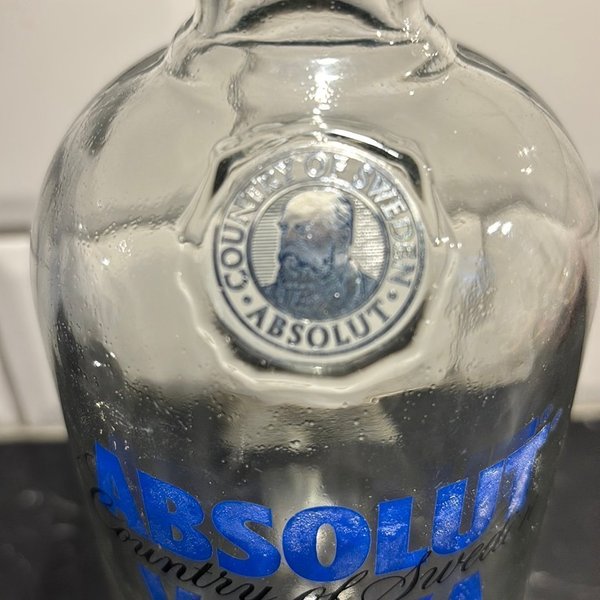 COUNTRY OF SWEDEN
• ABSOLUT •
ABSOLUT
Country of Sweden